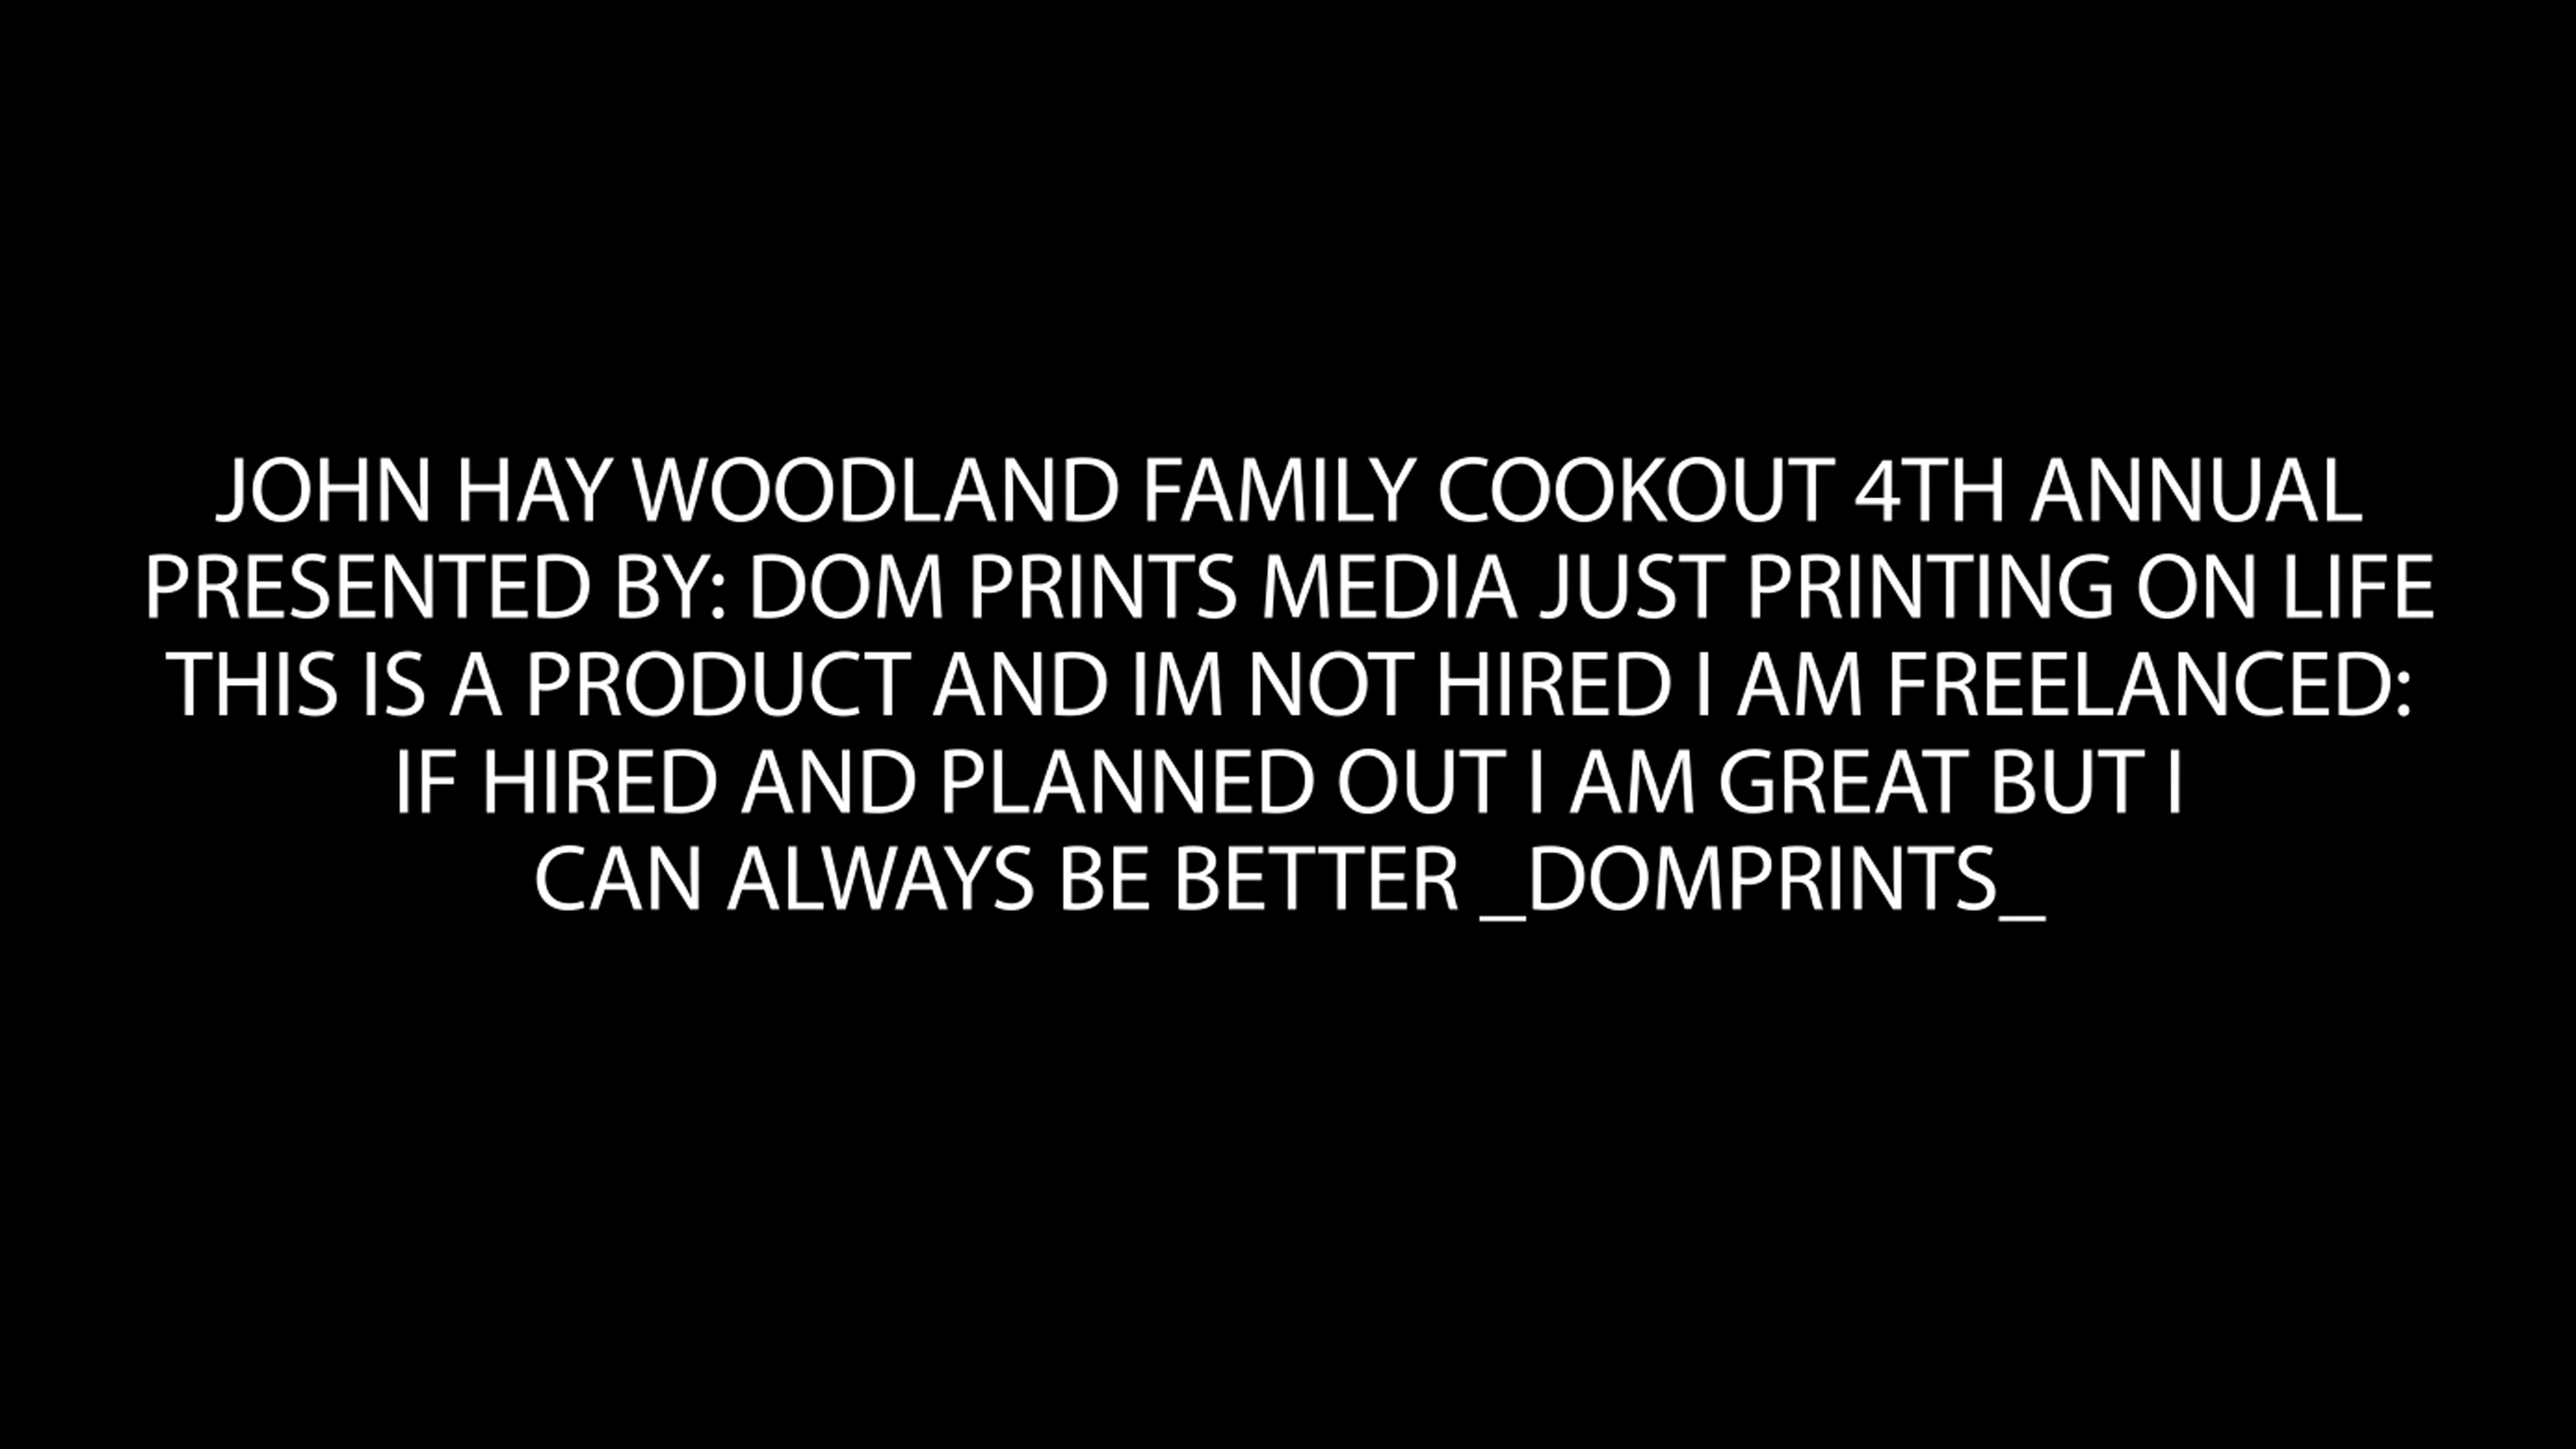 JOHN HAY WOODLAND FAMILY COOKOUT 4TH ANNUAL
PRESENTED BY: DOM PRINTS MEDIA JUST PRINTING ON LIFE
THIS IS A PRODUCT AND IM NOT HIRED I AM FREELANCED:
IF HIRED AND PLANNED OUT I AM GREAT BUT I
CAN ALWAYS BE BETTER _DOMPRINTS_